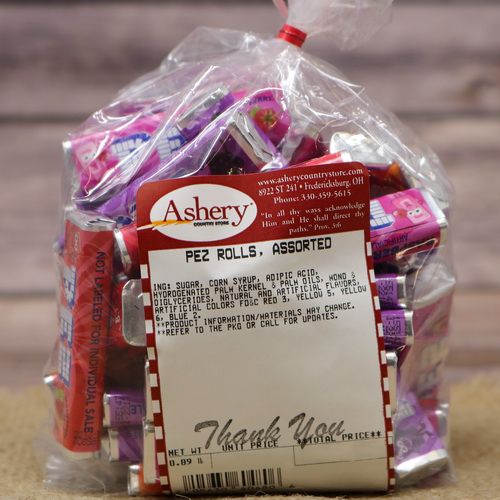 www.asherycountrystore.com
8922 ST 241 • Fredericksburg, OH
Phone: 330-359-5615
"In all thy ways acknowledge
Him and He shall direct thy
paths." Prov. 3:6
Ashery
COUNTRY STORE
PEZ ROLLS, ASSORTED
ING: SUGAR, CORN SYRUP, ADIPIC ACID,
HYDROGENATED PALM KERNEL & PALM OILS, MONO &
DIGLYCERIDES, NATURAL AND ARTIFICIAL FLAVORS,
ARTIFICIAL COLORS FD&C RED 3, YELLOW 5, YELLOW
6, BLUE 2.
**PRODUCT INFORMATION/MATERIALS MAY CHANGE.
**REFER TO THE PKG OR CALL FOR UPDATES.
Thank You
NET WT UNIT PRICE **TOTAL PRICE**
0.89 lb
NOT LABELED FOR INDIVIDUAL SALE
PEZ